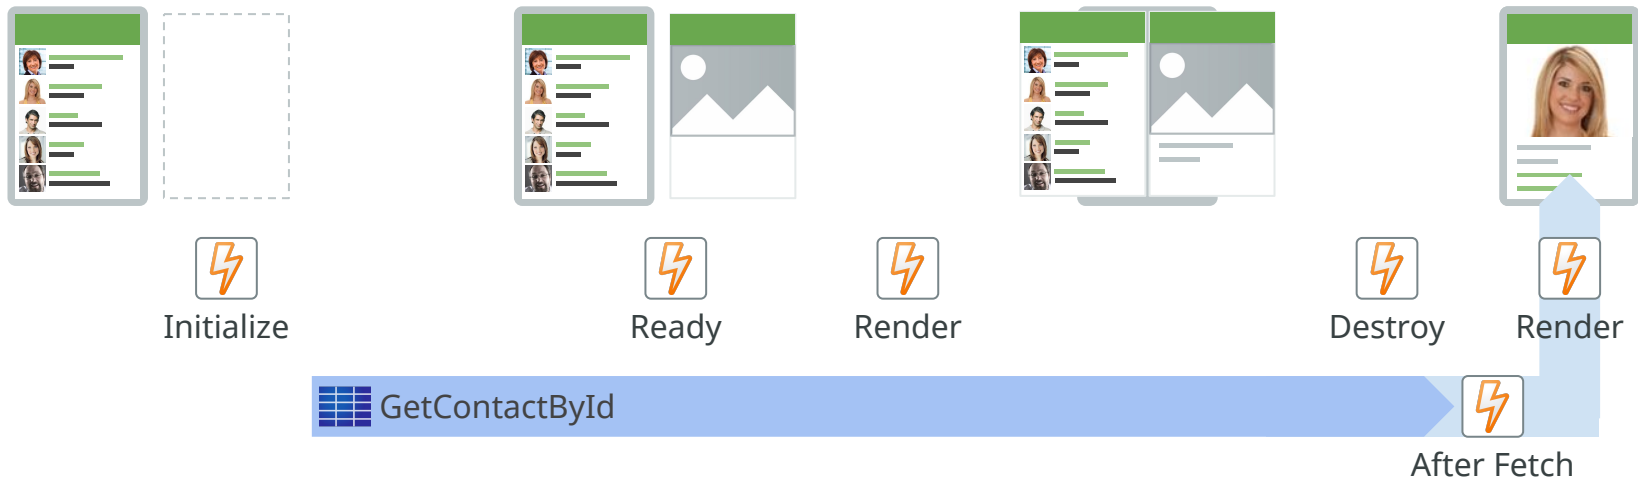 Initialize
Ready
Render
Destroy
Render
GetContactById
After Fetch